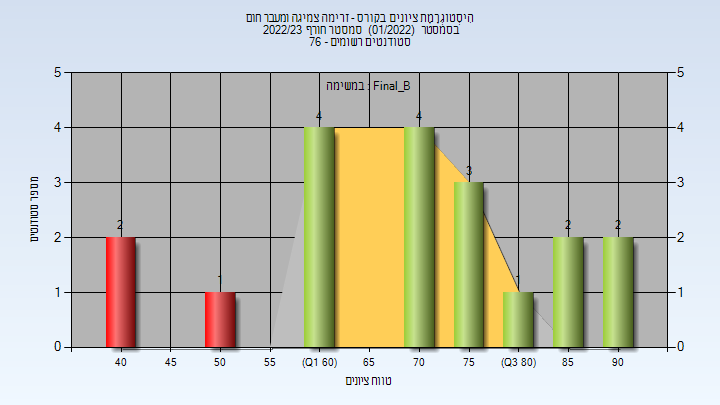 היסטוגרמת ציונים בקורס - זרימה צמיגה ומעבר חום
בסמסטר (01/2022) סמסטר חורף 2022/23
סטודנטים רשומים - 76
במשימה : Final_B
מספר סטודנטים
5 5
4 4
3 3
2 2
1 1
0 0
2 1 4 4 3 1 2 2
40 45 50 55 (Q1 60) 65 70 75 (Q3 80) 85 90
טווח ציונים